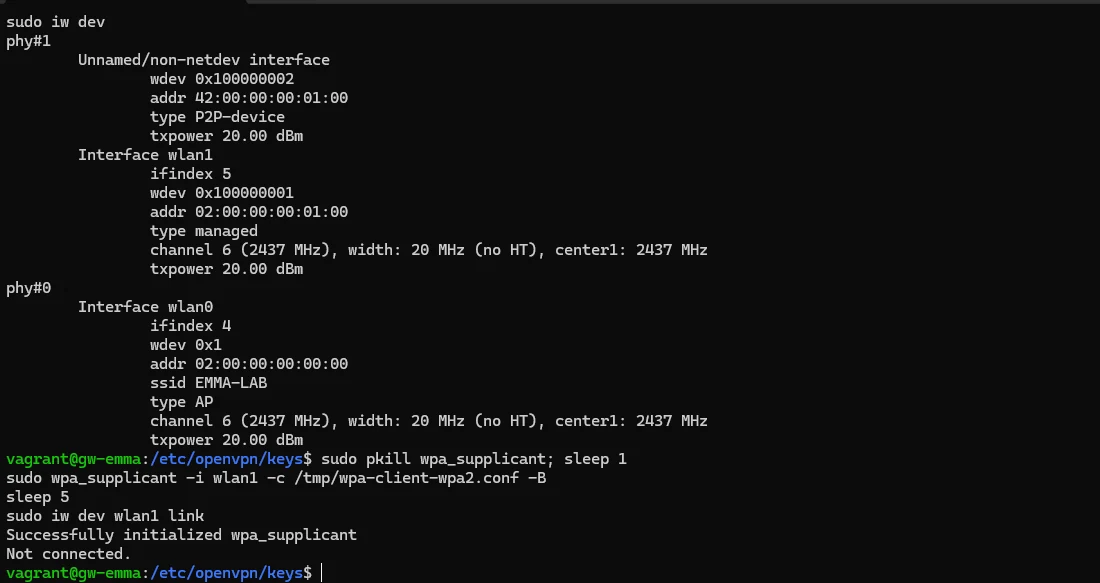 sudo iw dev
phy#1
Unnamed/non-netdev interface
wdev 0x100000002
addr 42:00:00:00:01:00
type P2P-device
txpower 20.00 dBm
Interface wlan1
ifindex 5
wdev 0x100000001
addr 02:00:00:00:01:00
type managed
channel 6 (2437 MHz), width: 20 MHz (no HT), center1: 2437 MHz
txpower 20.00 dBm
phy#0
Interface wlan0
ifindex 4
wdev 0x1
addr 02:00:00:00:00:00
ssid EMMA-LAB
type AP
channel 6 (2437 MHz), width: 20 MHz (no HT), center1: 2437 MHz
txpower 20.00 dBm
vagrant@gw-emma:/etc/openvpn/keys$ sudo pkill wpa_supplicant; sleep 1
sudo wpa_supplicant -i wlan1 -c /tmp/wpa-client-wpa2.conf -B
sleep 5
sudo iw dev wlan1 link
Successfully initialized wpa_supplicant
Not connected.
vagrant@gw-emma:/etc/openvpn/keys$